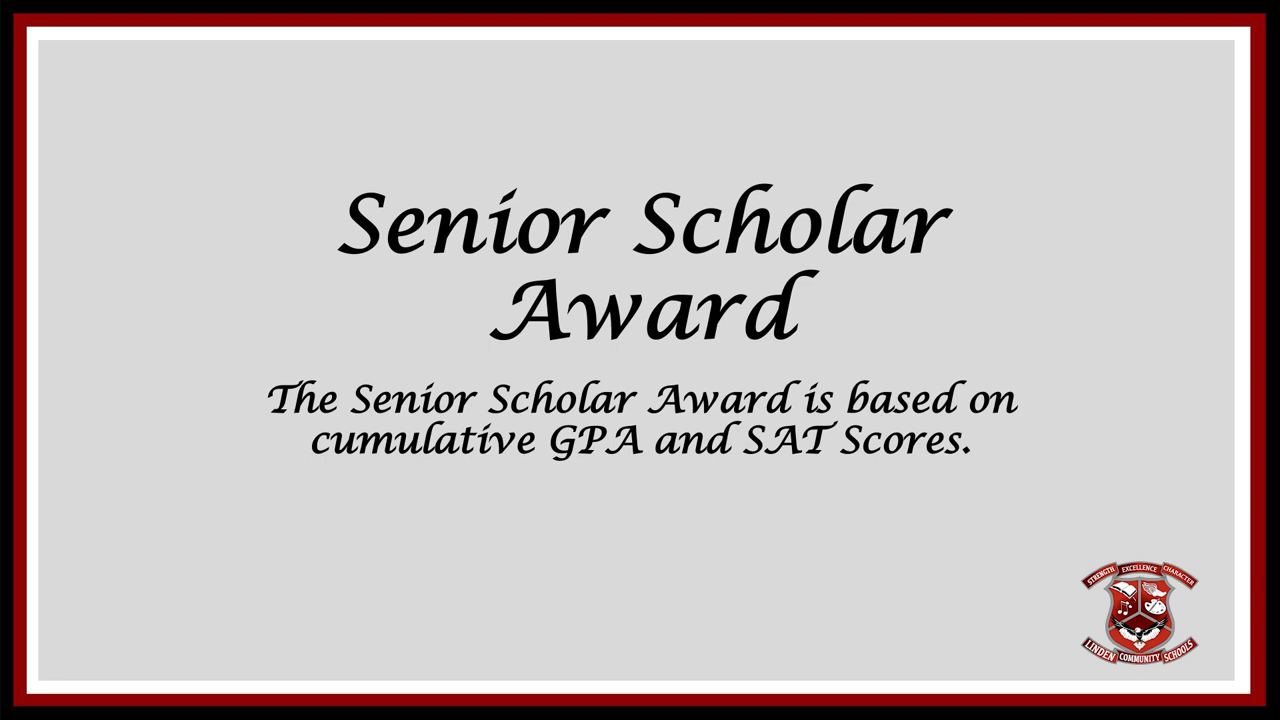 Senior Scholar
Award
The Senior Scholar Award is based on
cumulative GPA and SAT Scores.
STRENGTH EXCELLENCE CHARACTER
LINDEN COMMUNITY SCHOOLS